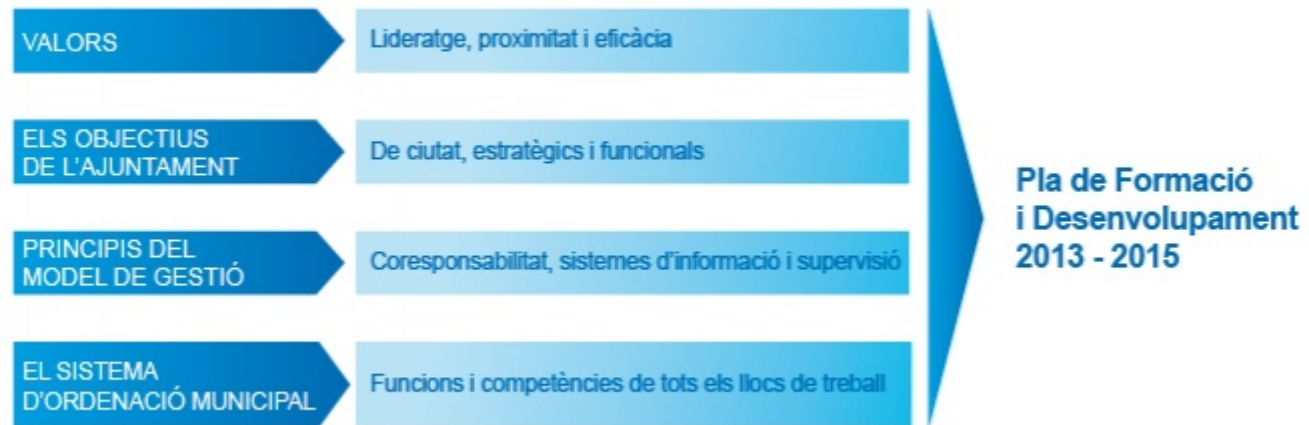 VALORS
Lideratge, proximitat i eficàcia
ELS OBJECTIUS
DE L'AJUNTAMENT
De ciutat, estratègics i funcionals
PRINCIPIS DEL
MODEL DE GESTIÓ
Coresponsabilitat, sistemes d'informació i supervisió
EL SISTEMA
D'ORDENACIÓ MUNICIPAL
Funcions i competències de tots els llocs de treball
Pla de Formació
i Desenvolupament
2013 - 2015